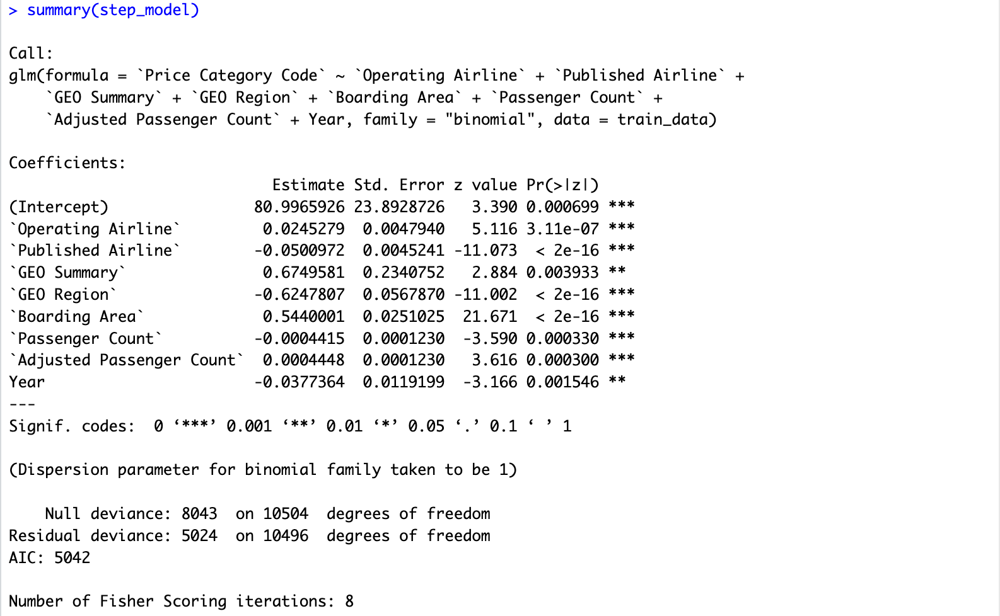 > summary(step_model)
Call:
glm(formula = `Price Category Code` ~ `Operating Airline` + `Published Airline` +
    `GEO Summary` + `GEO Region` + `Boarding Area` + `Passenger Count` +
    `Adjusted Passenger Count` + Year, family = "binomial", data = train_data)
Coefficients:
                             Estimate Std. Error z value Pr(>|z|)
(Intercept)                80.9965926 23.8928726   3.390 0.000699 ***
`Operating Airline`         0.0245279  0.0047940   5.116 3.11e-07 ***
`Published Airline`        -0.0500972  0.0045241 -11.073  < 2e-16 ***
`GEO Summary`               0.6749581  0.2340752   2.884 0.003933 **
`GEO Region`               -0.6247807  0.0567870 -11.002  < 2e-16 ***
`Boarding Area`             0.5440001  0.0251025  21.671  < 2e-16 ***
`Passenger Count`          -0.0004415  0.0001230  -3.590 0.000330 ***
`Adjusted Passenger Count`  0.0004448  0.0001230   3.616 0.000300 ***
Year                       -0.0377364  0.0119199  -3.166 0.001546 **
---
Signif. codes:  0 ‘***’ 0.001 ‘**’ 0.01 ‘*’ 0.05 ‘.’ 0.1 ‘ ’ 1
(Dispersion parameter for binomial family taken to be 1)
    Null deviance: 8043  on 10504  degrees of freedom
Residual deviance: 5024  on 10496  degrees of freedom
AIC: 5042
Number of Fisher Scoring iterations: 8